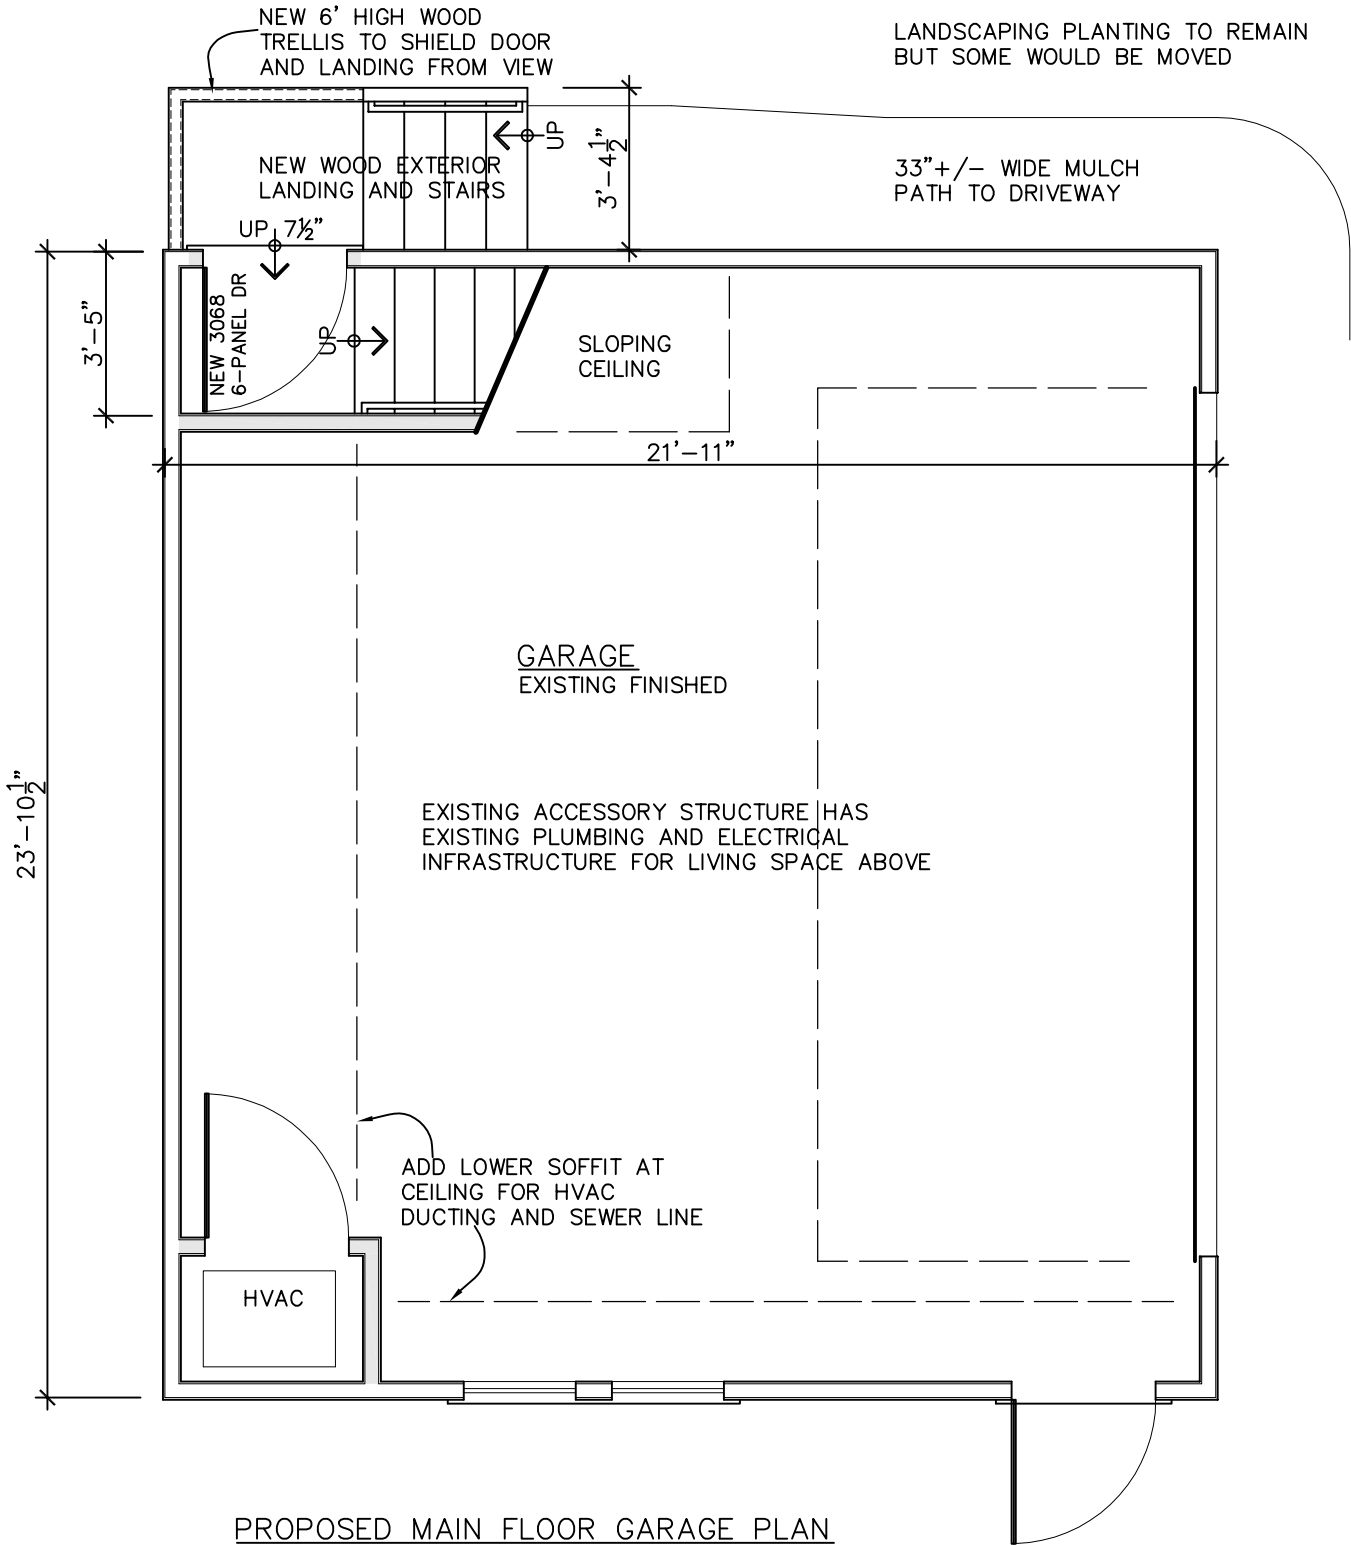 NEW 6' HIGH WOOD
TRELLIS TO SHIELD DOOR
AND LANDING FROM VIEW
LANDSCAPING PLANTING TO REMAIN
BUT SOME WOULD BE MOVED
UP
3'-4½"
33"+/- WIDE MULCH
PATH TO DRIVEWAY
NEW WOOD EXTERIOR
LANDING AND STAIRS
UP 7½"
3'-5"
NEW 3068
6-PANEL DR
UP
SLOPING
CEILING
21'-11"
GARAGE
EXISTING FINISHED
23'-10½"
EXISTING ACCESSORY STRUCTURE HAS
EXISTING PLUMBING AND ELECTRICAL
INFRASTRUCTURE FOR LIVING SPACE ABOVE
ADD LOWER SOFFIT AT
CEILING FOR HVAC
DUCTING AND SEWER LINE
HVAC
PROPOSED MAIN FLOOR GARAGE PLAN